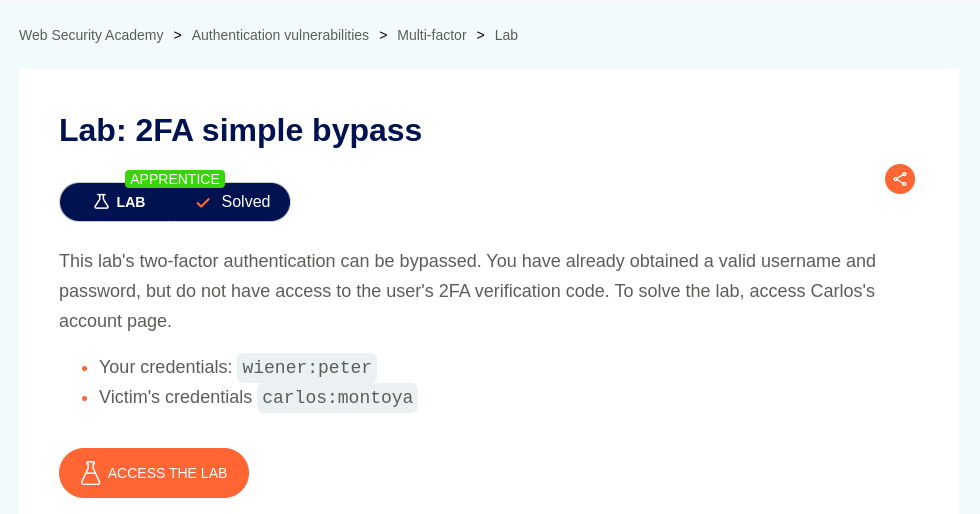 Web Security Academy > Authentication vulnerabilities > Multi-factor > Lab
Lab: 2FA simple bypass
APPRENTICE
LAB Solved
This lab's two-factor authentication can be bypassed. You have already obtained a valid username and
password, but do not have access to the user's 2FA verification code. To solve the lab, access Carlos's
account page.
• Your credentials: wiener:peter
• Victim's credentials carlos:montoya
ACCESS THE LAB